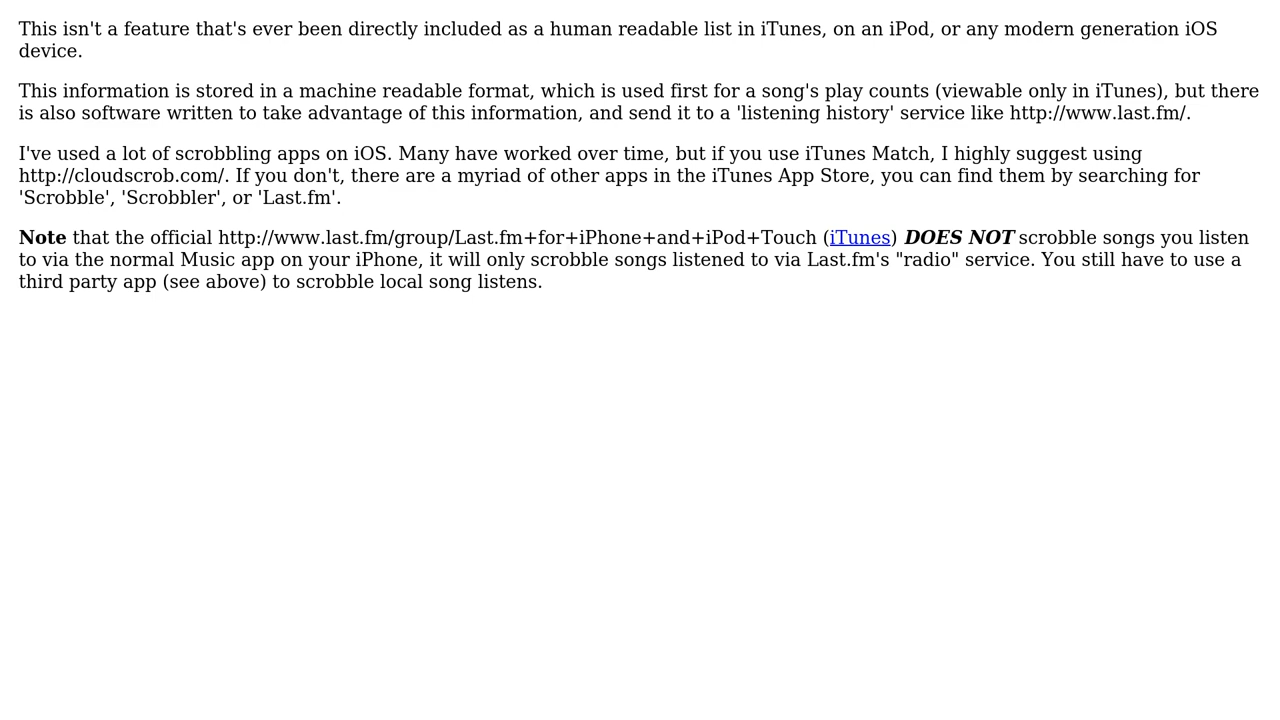 This isn't a feature that's ever been directly included as a human readable list in iTunes, on an iPod, or any modern generation iOS
device.
This information is stored in a machine readable format, which is used first for a song's play counts (viewable only in iTunes), but there
is also software written to take advantage of this information, and send it to a 'listening history' service like http://www.last.fm/.
I've used a lot of scrobbling apps on iOS. Many have worked over time, but if you use iTunes Match, I highly suggest using
http://cloudscrob.com/. If you don't, there are a myriad of other apps in the iTunes App Store, you can find them by searching for
'Scrobble', 'Scrobbler', or 'Last.fm'.
Note that the official http://www.last.fm/group/Last.fm+for+iPhone+and+iPod+Touch (iTunes) DOES NOT scrobble songs you listen
to via the normal Music app on your iPhone, it will only scrobble songs listened to via Last.fm's "radio" service. You still have to use a
third party app (see above) to scrobble local song listens.